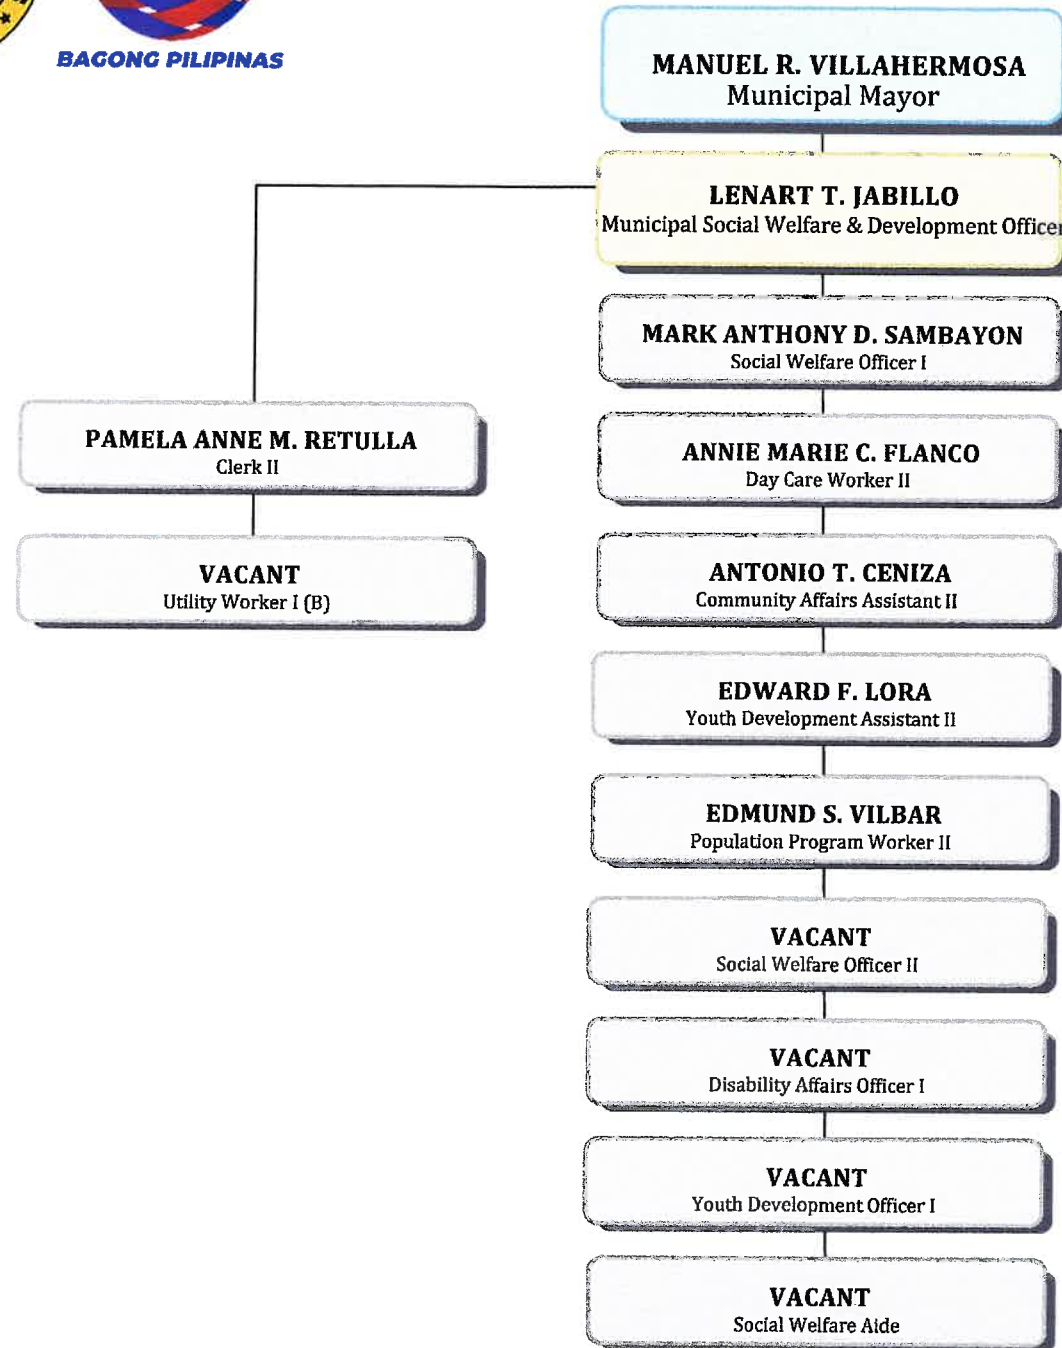 BAGONG PILIPINAS
MANUEL R. VILLAHERMOSA
Municipal Mayor
LENART T. JABILLO
Municipal Social Welfare & Development Officer
MARK ANTHONY D. SAMBAYON
Social Welfare Officer I
PAMELA ANNE M. RETULLA
Clerk II
VACANT
Utility Worker I (B)
ANNIE MARIE C. FLANCO
Day Care Worker II
ANTONIO T. CENIZA
Community Affairs Assistant II
EDWARD F. LORA
Youth Development Assistant II
EDMUND S. VILBAR
Population Program Worker II
VACANT
Social Welfare Officer II
VACANT
Disability Affairs Officer I
VACANT
Youth Development Officer I
VACANT
Social Welfare Aide